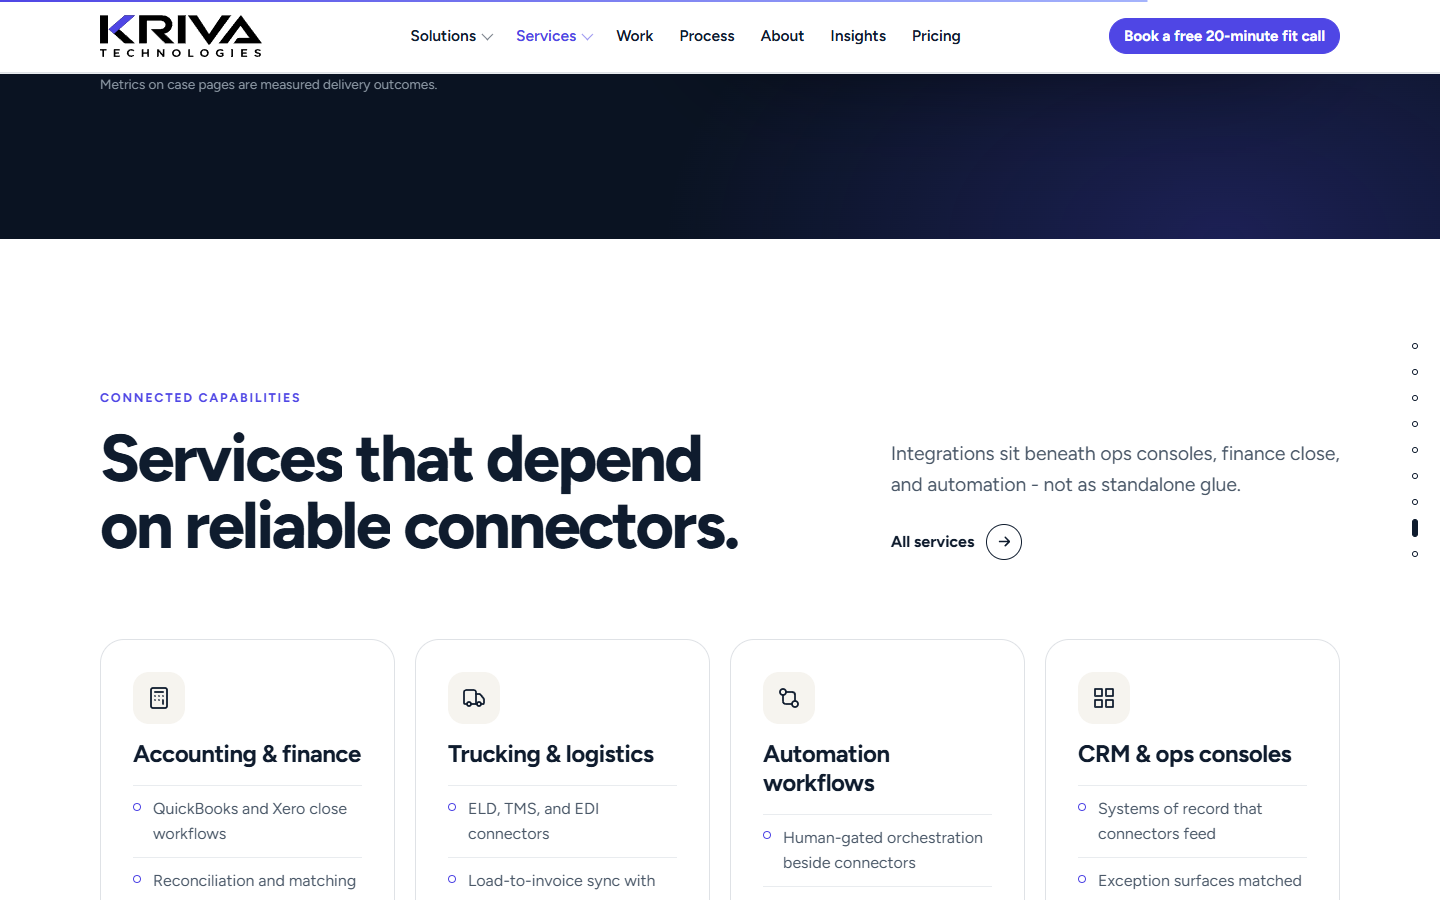 KRIVA
TECHNOLOGIES
Solutions
Services
Work
Process
About
Insights
Pricing
Book a free 20-minute fit call
Metrics on case pages are measured delivery outcomes.
CONNECTED CAPABILITIES
Services that depend
on reliable connectors.
Integrations sit beneath ops consoles, finance close,
and automation - not as standalone glue.
All services
Accounting & finance
QuickBooks and Xero close
workflows
Reconciliation and matching
Trucking & logistics
ELD, TMS, and EDI
connectors
Load-to-invoice sync with
Automation
workflows
Human-gated orchestration
beside connectors
CRM & ops consoles
Systems of record that
connectors feed
Exception surfaces matched